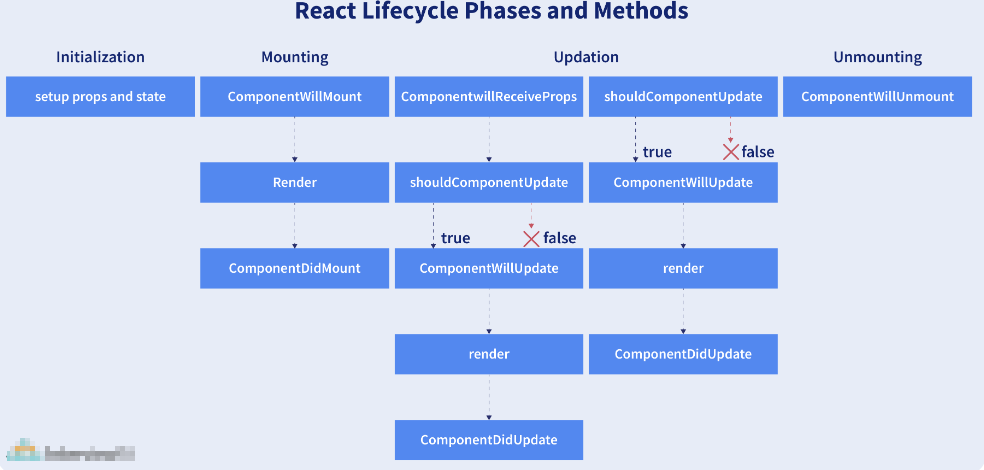 React Lifecycle Phases and Methods
Initialization
Mounting
Updation
Unmounting
setup props and state
ComponentWillMount
ComponentwillReceiveProps
shouldComponentUpdate
ComponentWillUnmount
true
false
Render
shouldComponentUpdate
ComponentWillUpdate
true
false
ComponentDidMount
ComponentWillUpdate
render
render
ComponentDidUpdate
ComponentDidUpdate